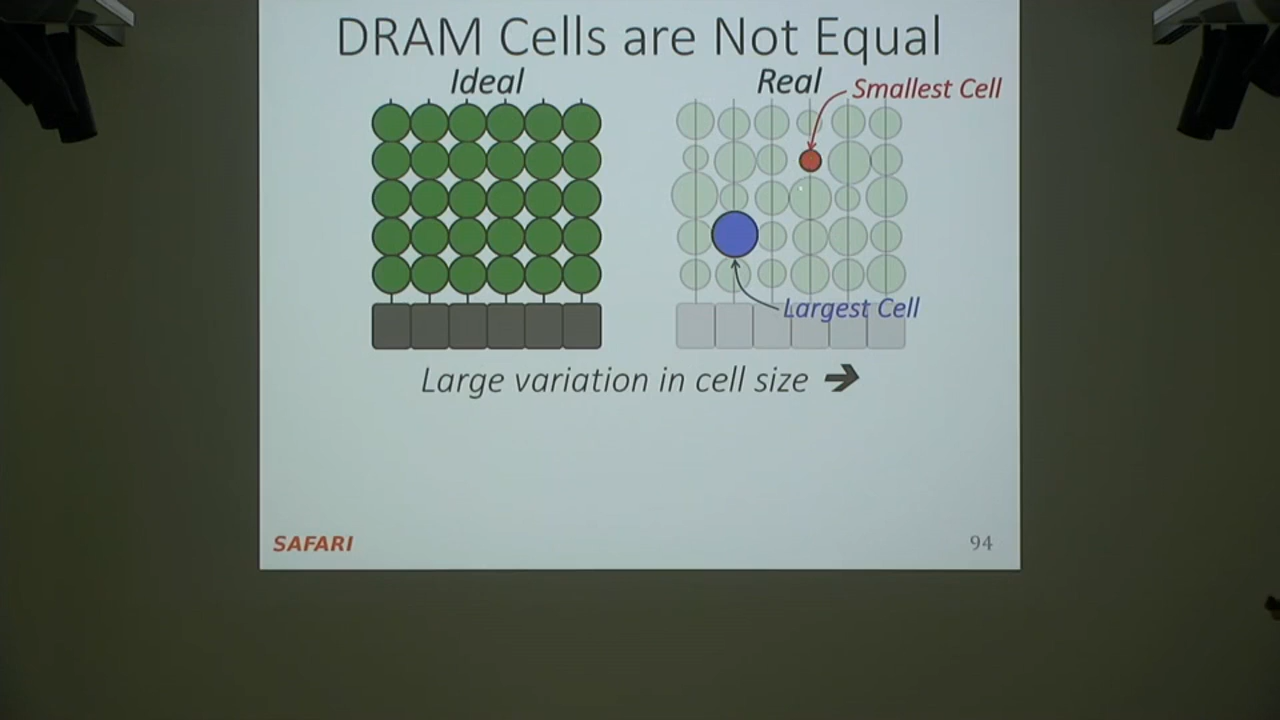 DRAM Cells are Not Equal
Ideal
Real
Smallest Cell
Largest Cell
Large variation in cell size ➔
SAFARI
94